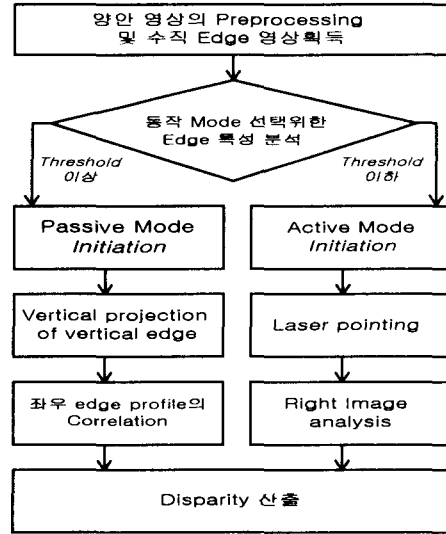 양안 영상의 Preprocessing
및 수직 Edge 영상획득
동작 Mode 선택위한
Edge 특성 분석
Threshold
이상
Threshold
이하
Passive Mode
Initiation
Active Mode
Initiation
Vertical projection
of vertical edge
Laser pointing
좌우 edge profile의
Correlation
Right Image
analysis
Disparity 산출